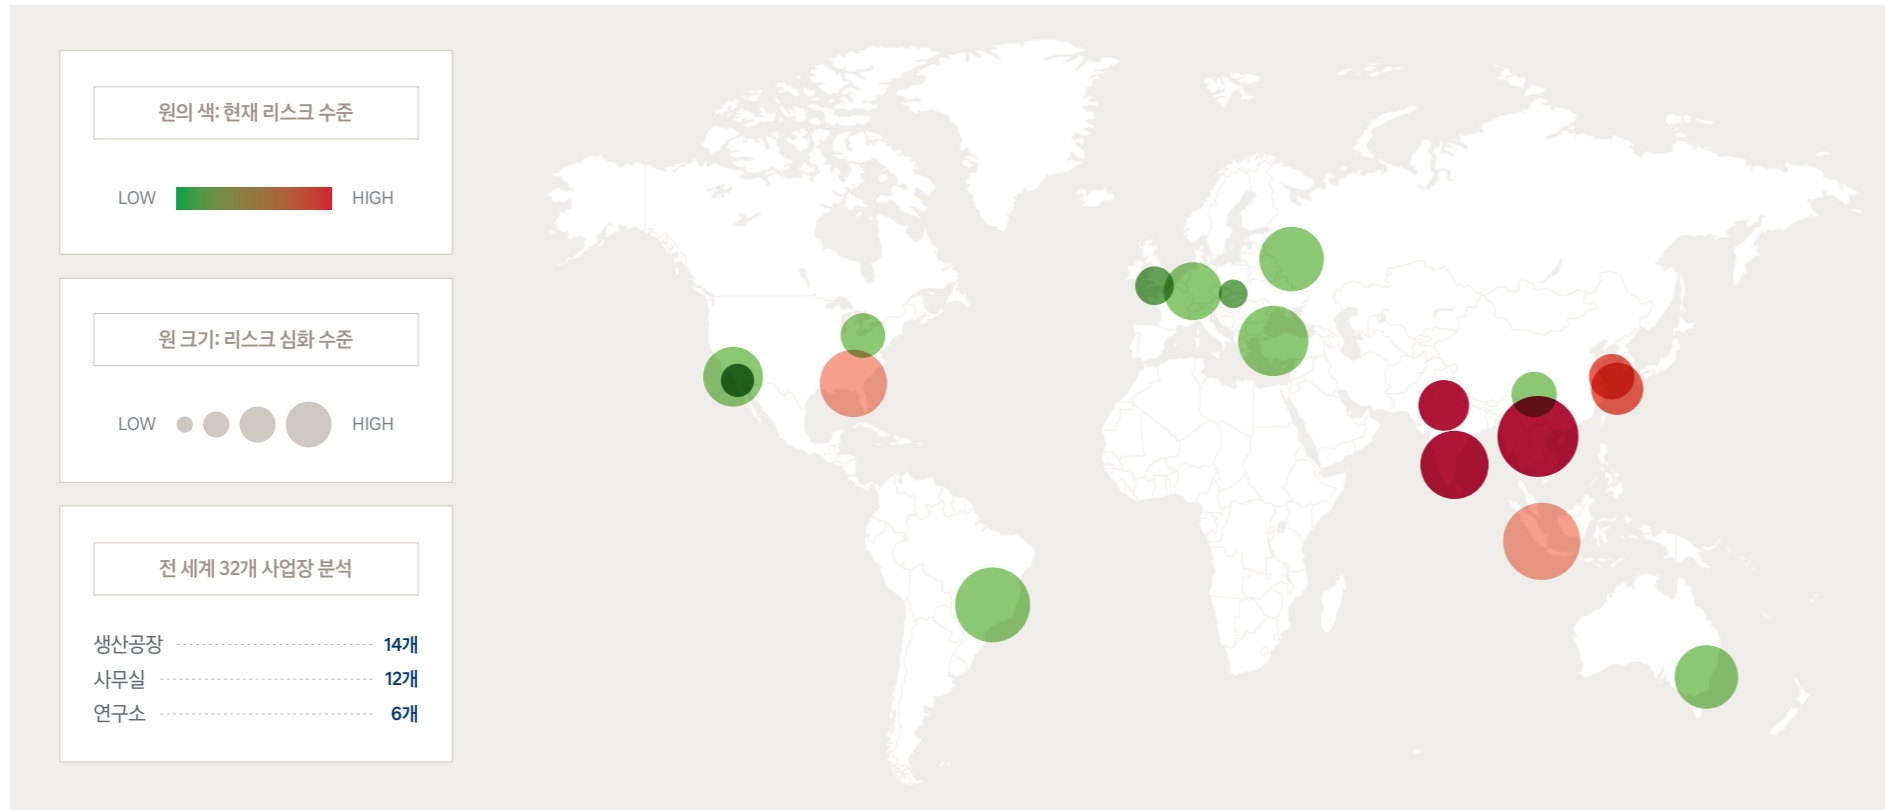 원의 색: 현재 리스크 수준
LOW HIGH
원 크기: 리스크 심화 수준
LOW HIGH
전 세계 32개 사업장 분석
생산공장 14개
사무실 12개
연구소 6개